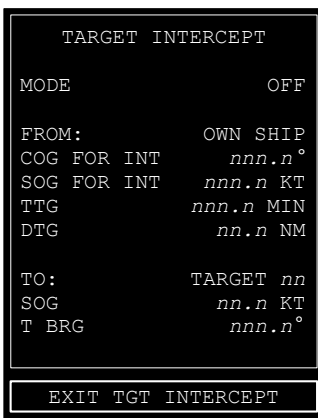 TARGET INTERCEPT
MODE OFF
FROM: OWN SHIP
COG FOR INT nnn.n°
SOG FOR INT nnn.n KT
TTG nnn.n MIN
DTG nn.n NM
TO: TARGET nn
SOG nn.n KT
T BRG nnn.n°
EXIT TGT INTERCEPT